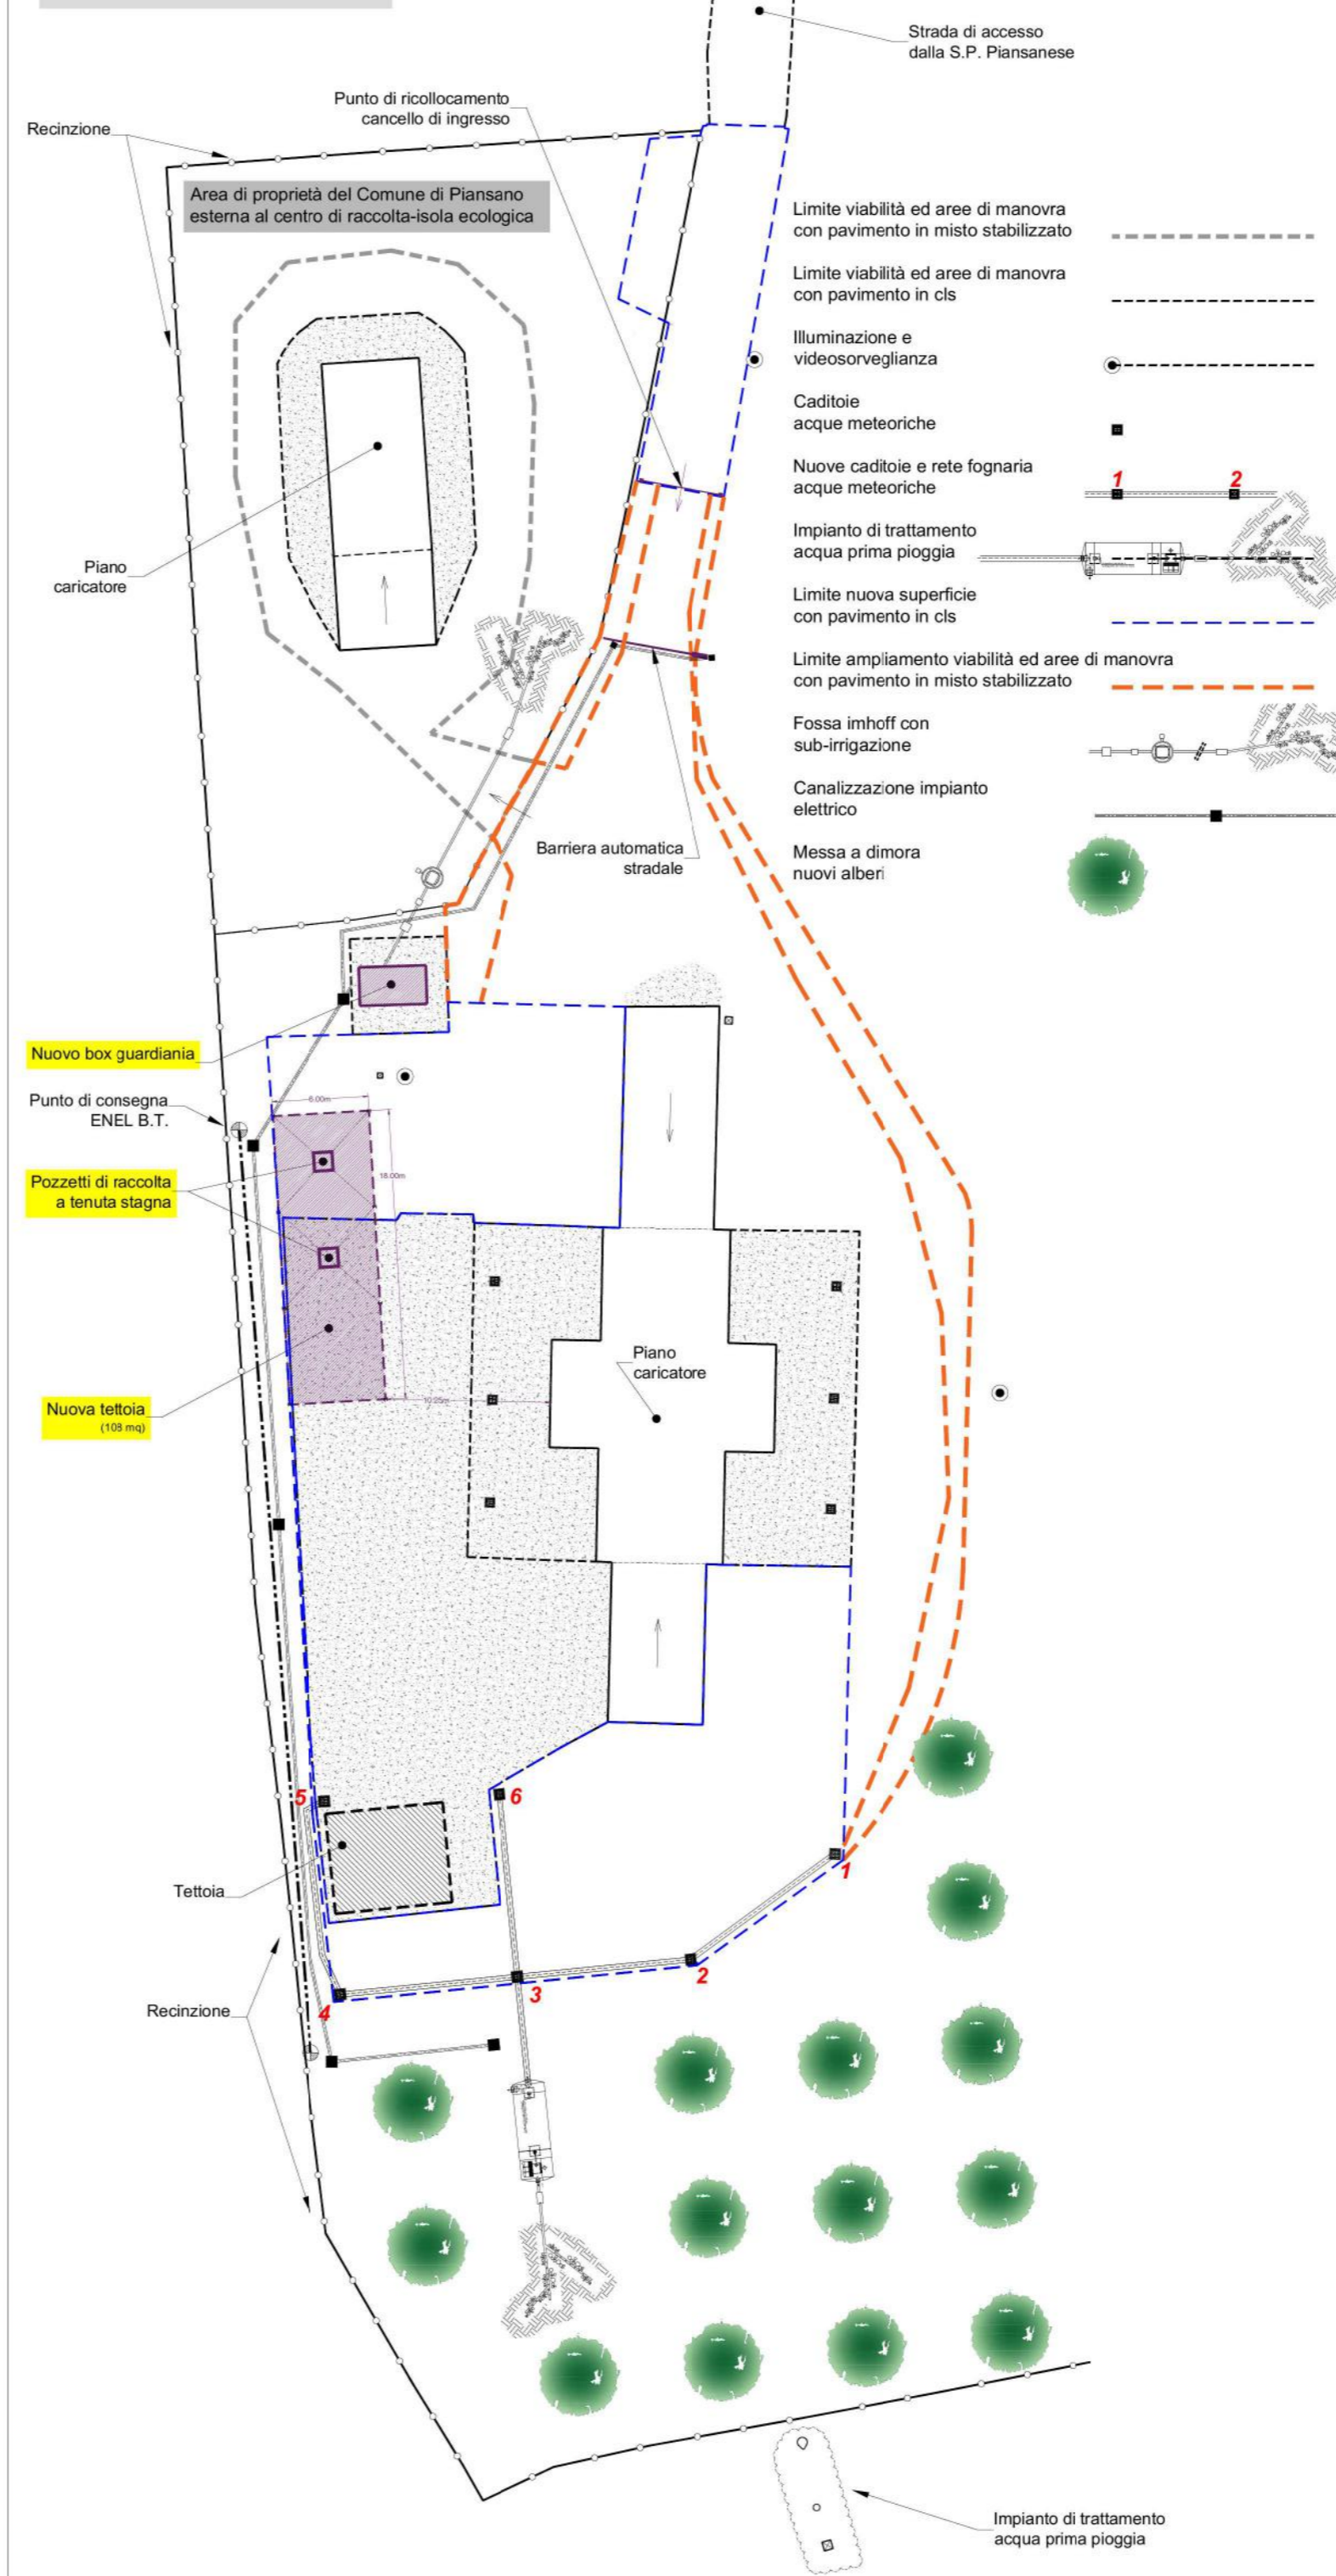 Strada di accesso
dalla S.P. Piansanese
Punto di ricollocamento
cancello di ingresso
Recinzione
Area di proprietà del Comune di Piansano
esterna al centro di raccolta-isola ecologica
Limite viabilità ed aree di manovra
con pavimento in misto stabilizzato
Limite viabilità ed aree di manovra
con pavimento in cls
Illuminazione e
videosorveglianza
Caditoie
acque meteoriche
Nuove caditoie e rete fognaria
acque meteoriche
1 2
Impianto di trattamento
acqua prima pioggia
Limite nuova superficie
con pavimento in cls
Limite ampliamento viabilità ed aree di manovra
con pavimento in misto stabilizzato
Fossa imhoff con
sub-irrigazione
Canalizzazione impianto
elettrico
Messa a dimora
nuovi alberi
Piano
caricatore
Barriera automatica
stradale
Nuovo box guardiania
Punto di consegna
ENEL B.T.
6.00m
18.00m
Pozzetti di raccolta
a tenuta stagna
Piano
caricatore
10.25m
Nuova tettoia
(108 mq)
5
6
1
Tettoia
2
3
4
Recinzione
Impianto di trattamento
acqua prima pioggia